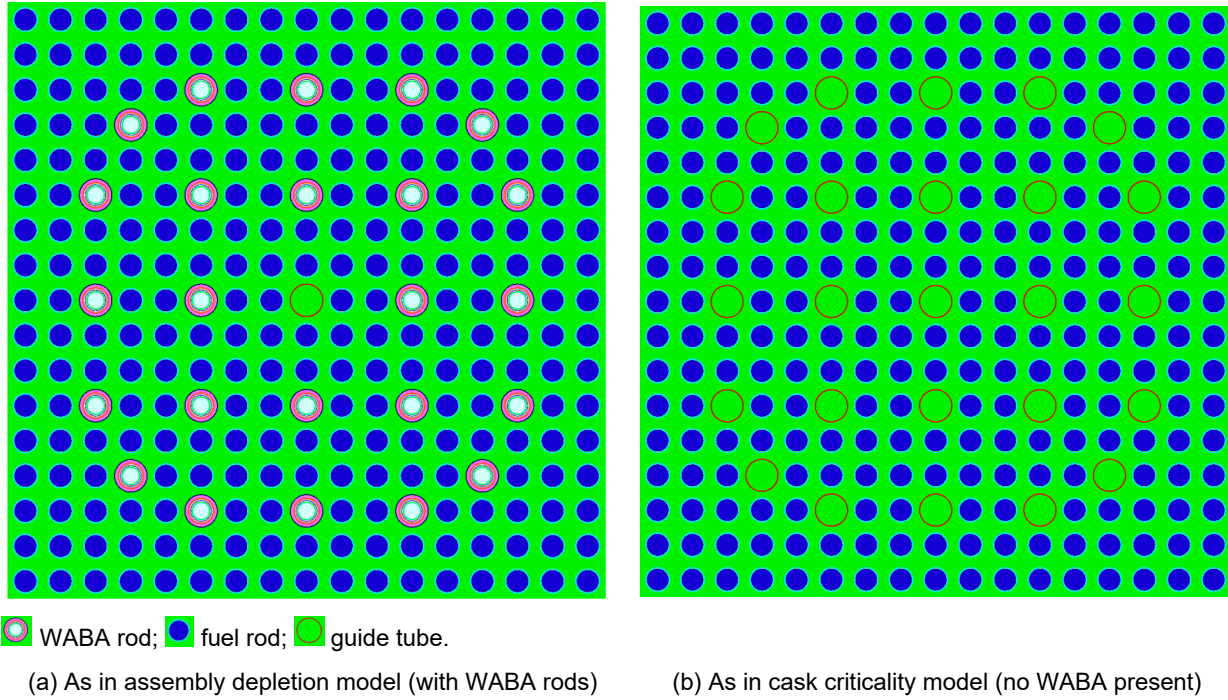 WABA rod; fuel rod; guide tube.
(a) As in assembly depletion model (with WABA rods)
(b) As in cask criticality model (no WABA present)